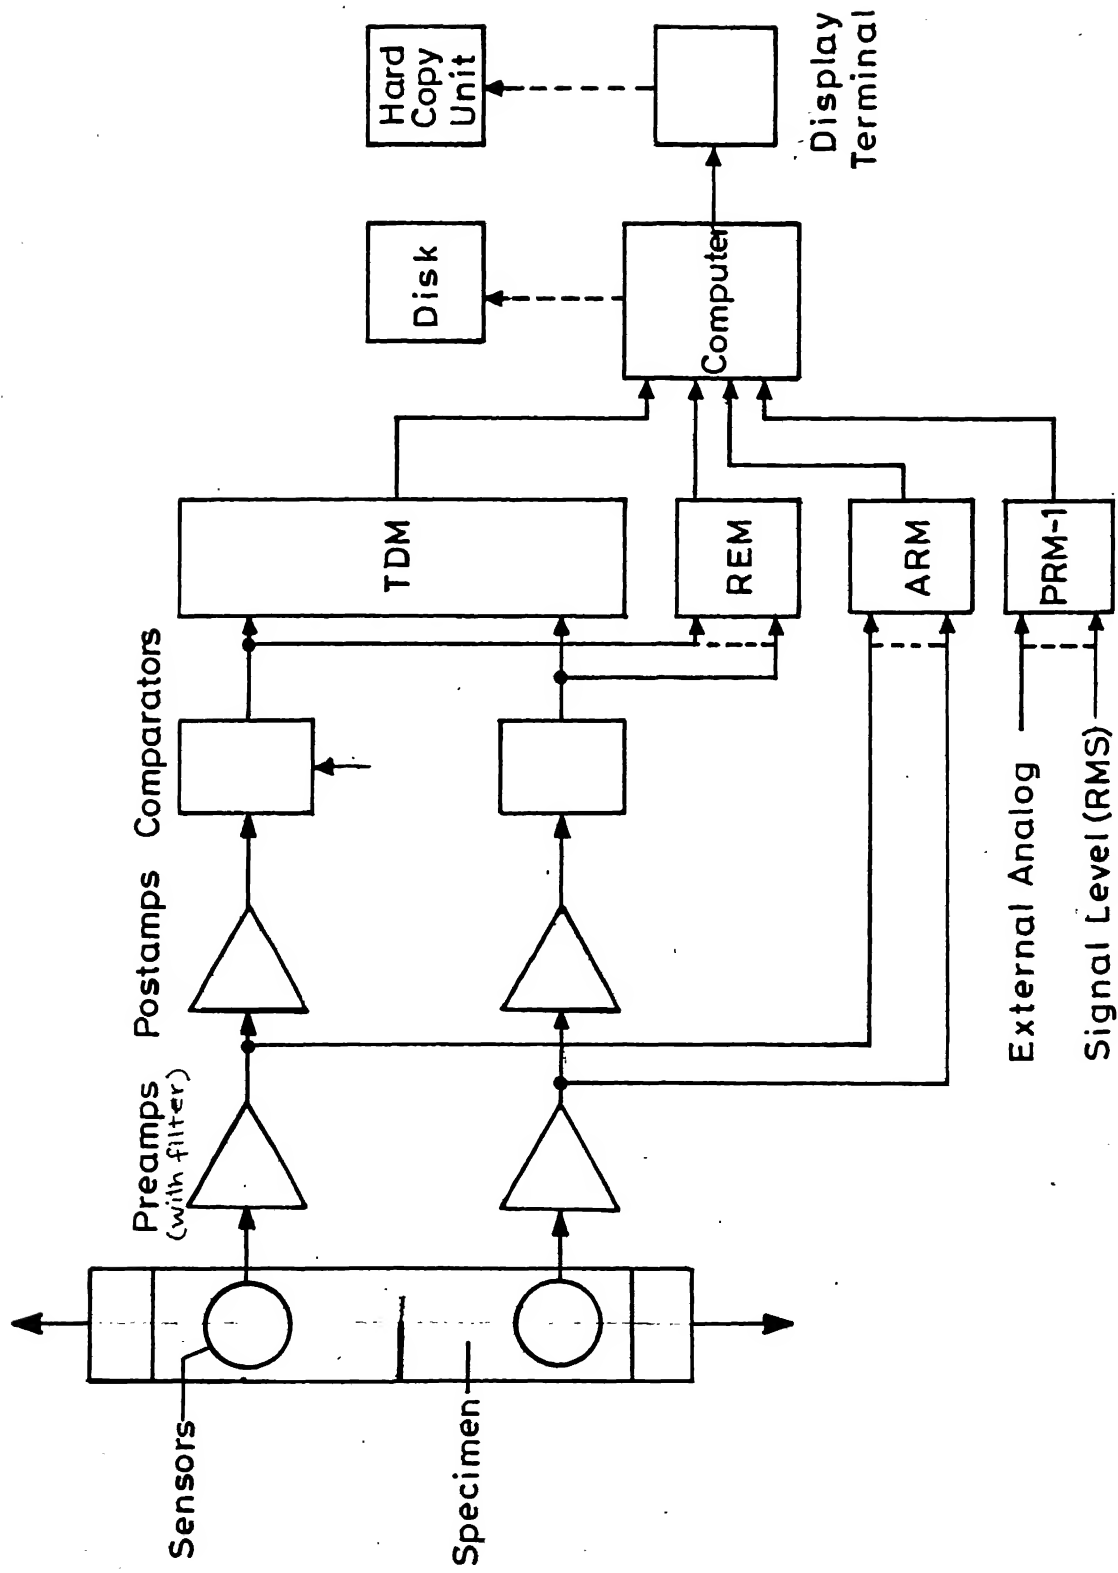 Sensors
Specimen
Preamps
(with filter)
Postamps
Comparators
TDM
REM
ARM
PRM-1
External Analog
Signal Level (RMS)
Computer
Disk
Hard
Copy
Unit
Display
Terminal